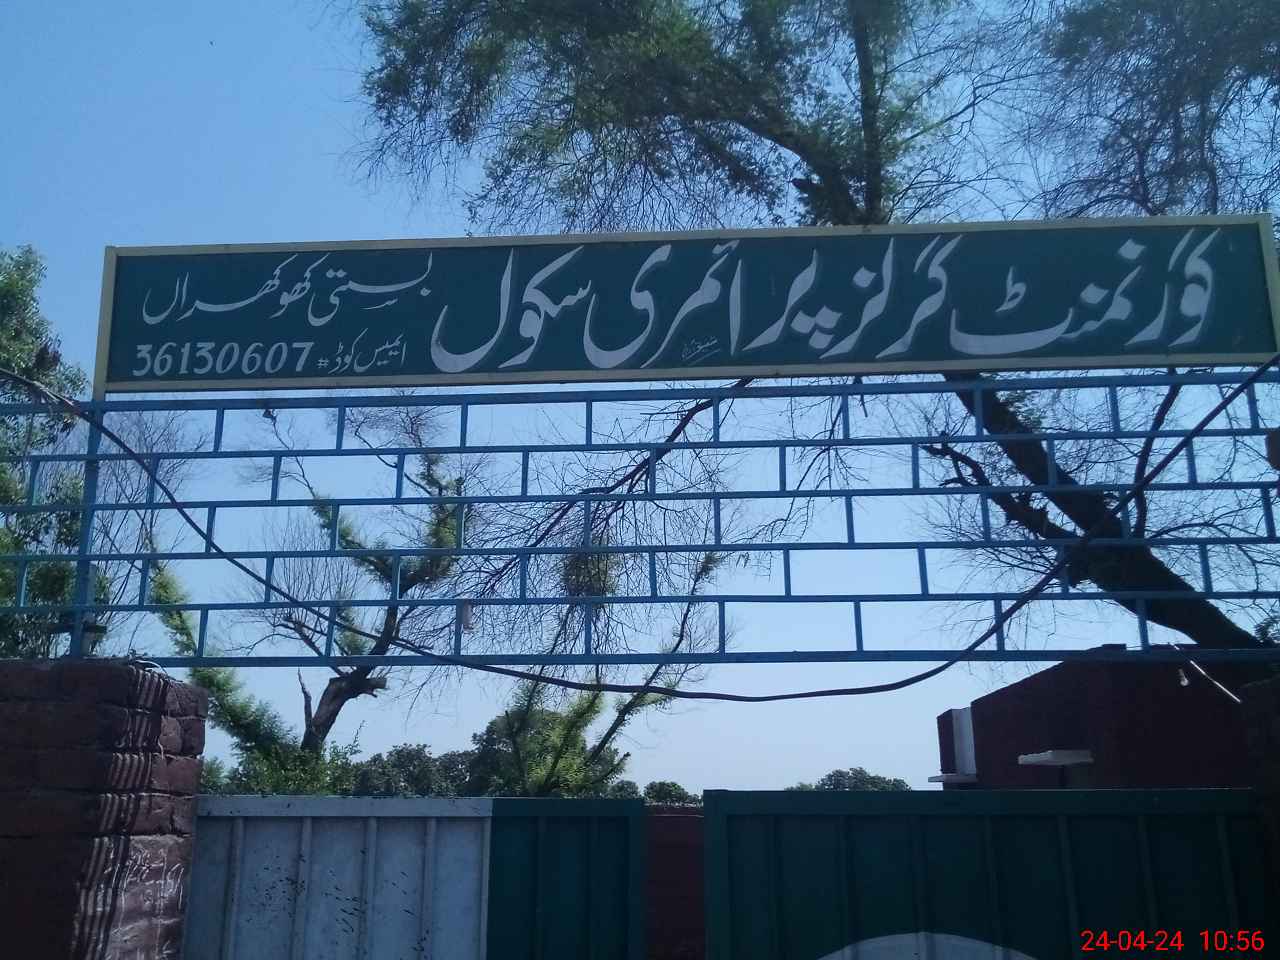 گورنمنٹ گرلز پرائمری سکول بستی کھوکھراں
ایمیس کوڈ# 36130607
24-04-24 10:56